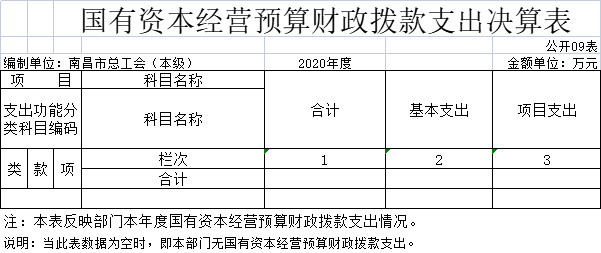 国有资本经营预算财政拨款支出决算表
公开09表
编制单位：南昌市总工会（本级） 2020年度 金额单位：万元
项 目 科目名称 合计 基本支出 项目支出
支出功能分类科目编码 科目名称
类 款 项 栏次 1 2 3
合计
注：本表反映部门本年度国有资本经营预算财政拨款支出情况。
说明：当此表数据为空时，即本部门无国有资本经营预算财政拨款支出。